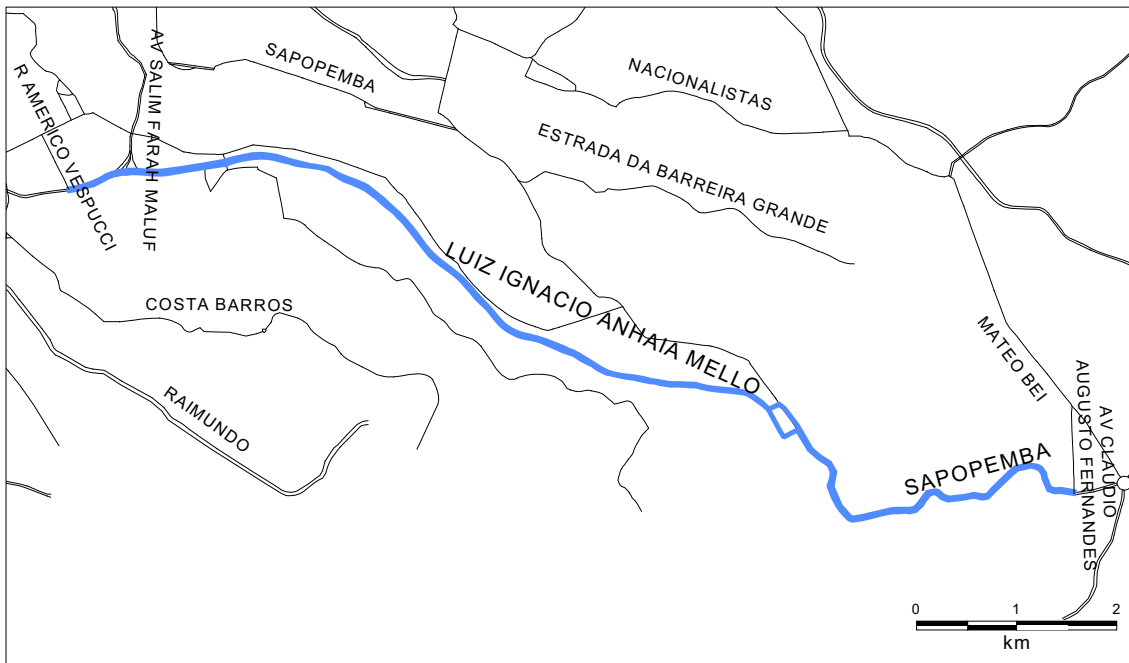 SAPOPEMBA
AV SALIM FARAH MALUF
R AMERICO VESPUCCI
NACIONALISTAS
ESTRADA DA BARREIRA GRANDE
LUIZ IGNACIO ANHAIA MELLO
COSTA BARROS
RAIMUNDO
MATEO BEI
SAPOPEMBA
AV CLAUDIO
AUGUSTO FERNANDES
0 1 2
km